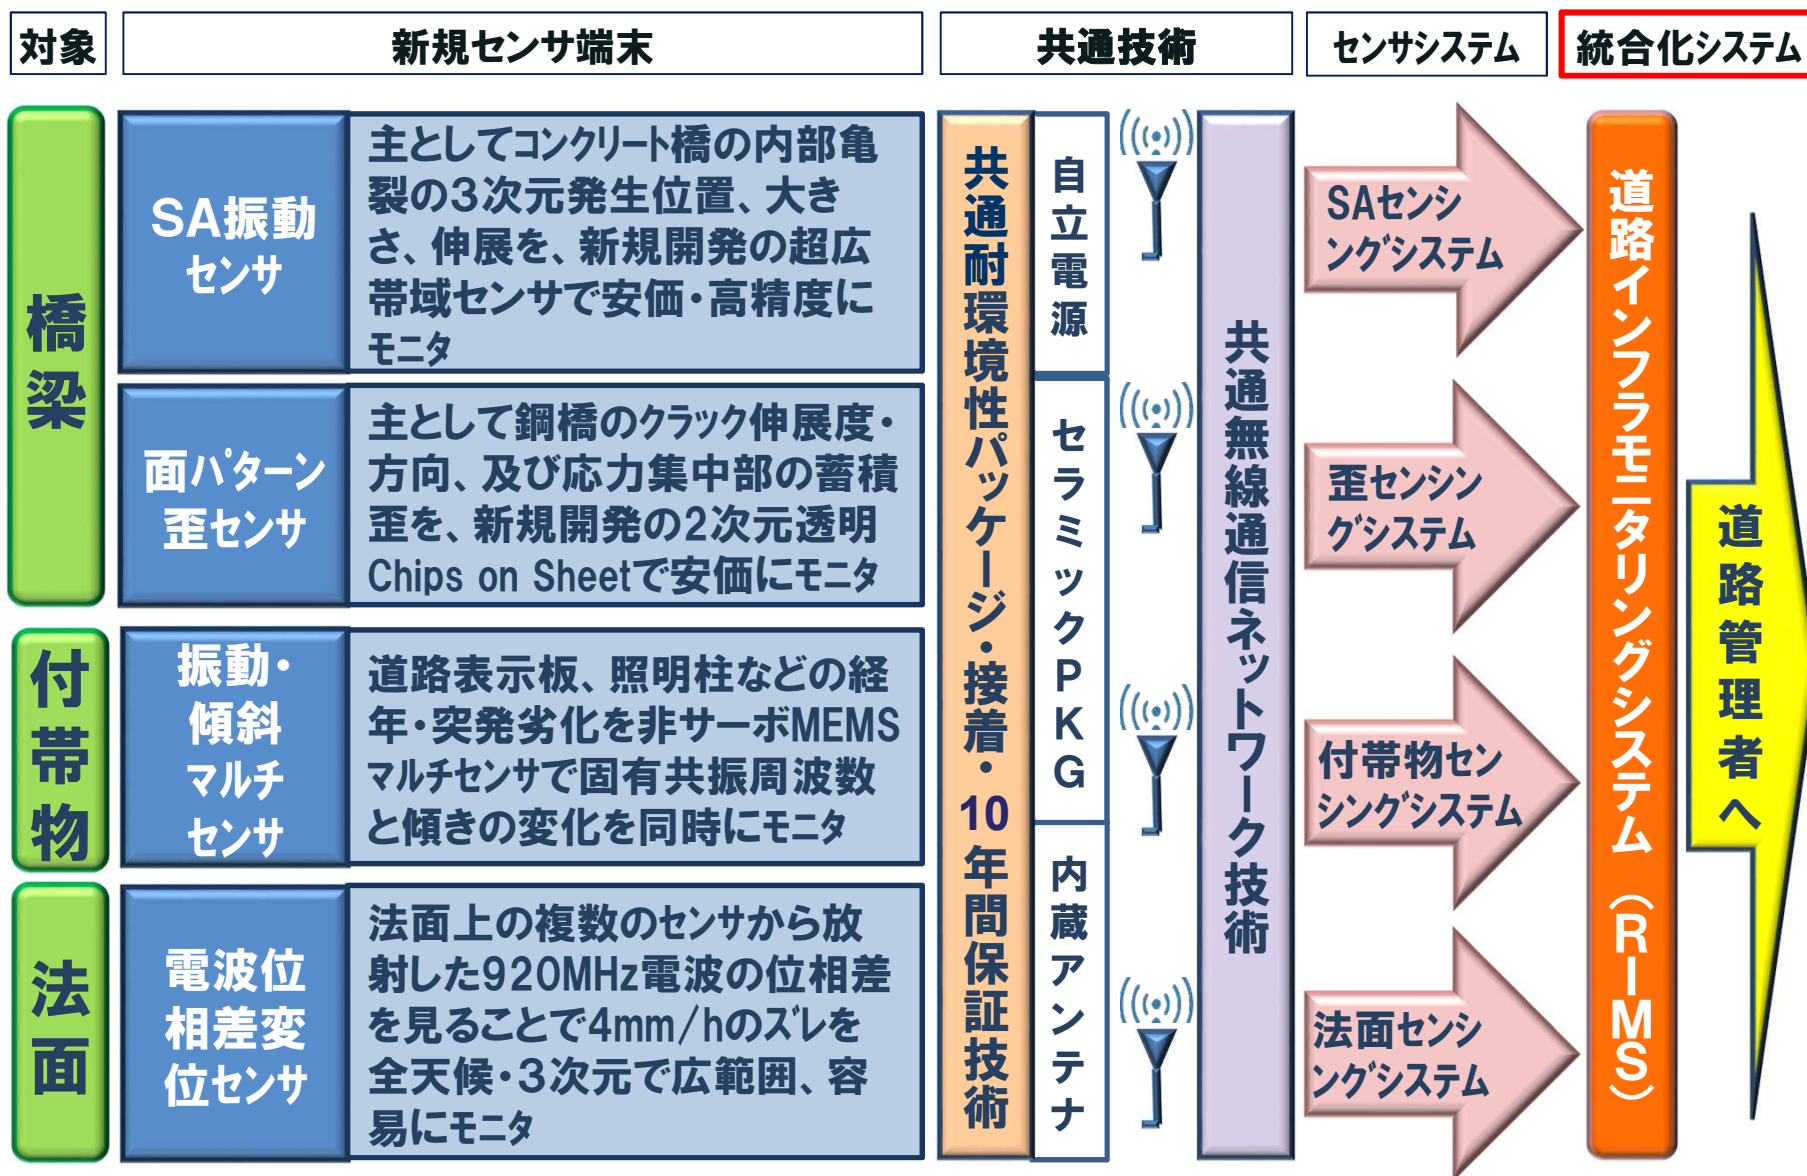 対象
新規センサ端末
共通技術
センサシステム
統合化システム
橋梁
SA振動
センサ
主としてコンクリート橋の内部亀
裂の3次元発生位置、大き
さ、伸展を、新規開発の超広
帯域センサで安価・高精度に
モニタ
面パターン
歪センサ
主として鋼橋のクラック伸展度・
方向、及び応力集中部の蓄積
歪を、新規開発の2次元透明
Chips on Sheetで安価にモニタ
付帯物
振動・
傾斜
マルチ
センサ
道路表示板、照明柱などの経
年・突発劣化を非サーボMEMS
マルチセンサで固有共振周波数
と傾きの変化を同時にモニタ
法面
電波位
相差変
位センサ
法面上の複数のセンサから放
射した920MHz電波の位相差
を見ることで4mm/hのズレを
全天候・3次元で広範囲、容
易にモニタ
共通耐環境性パッケージ・接着・10年間保証技術
自立電源
セラミックPKG
内蔵アンテナ
共通無線通信ネットワーク技術
SAセンシ
ングシステム
歪センシン
グシステム
付帯物セン
シングシステム
法面センシ
ングシステム
道路インフラモニタリングシステム（RIMS）
道路管理者へ